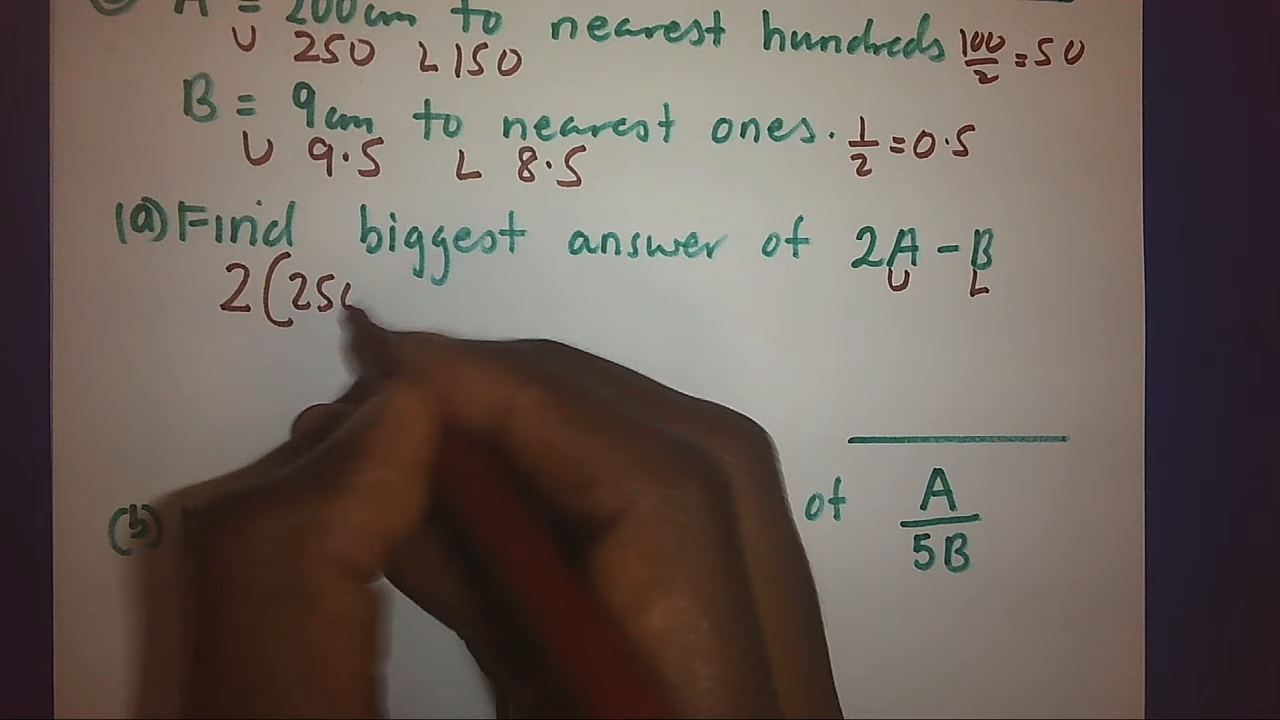 A = 200cm to nearest hundreds 100/2 = 50
U 250 L 150
B = 9cm to nearest ones. 1/2 = 0.5
U 9.5 L 8.5
(a) Find biggest answer of 2A - B
U L
2(250
(b) of A/5B